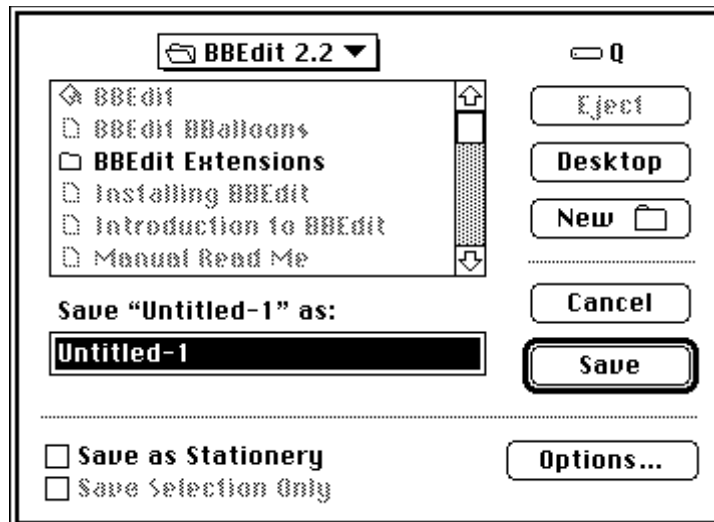 BBEdit 2.2
Q
BBEdit
BBEdit BBalloons
BBEdit Extensions
Installing BBEdit
Introduction to BBEdit
Manual Read Me
Eject
Desktop
New
Save “Untitled-1” as:
Untitled-1
Cancel
Save
Save as Stationery
Save Selection Only
Options...